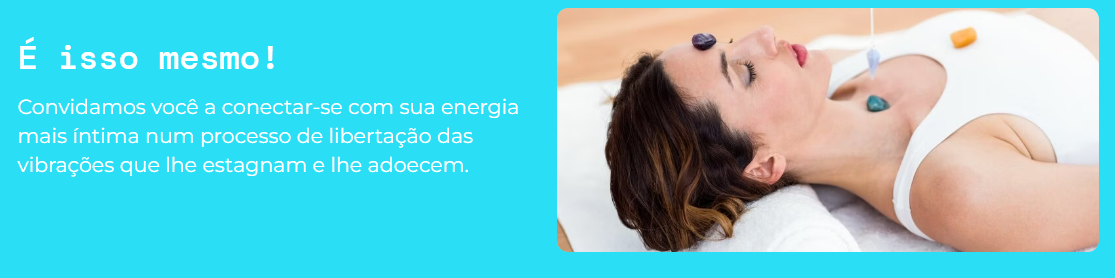 É isso mesmo!
Convidamos você a conectar-se com sua energia
mais íntima num processo de libertação das
vibrações que lhe estagnam e lhe adoecem.